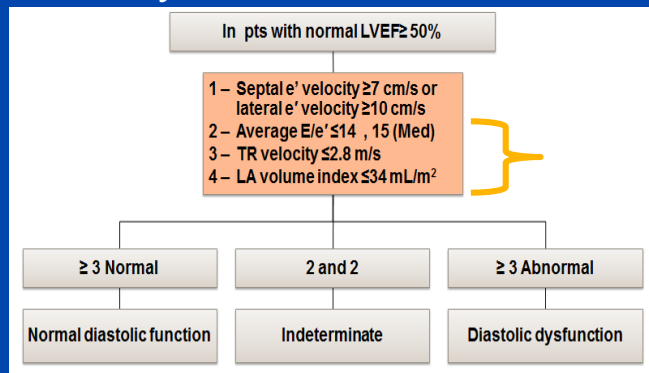 In pts with normal LVEF≥ 50%
1 – Septal e' velocity ≥7 cm/s or
lateral e′ velocity ≥10 cm/s
2 – Average E/e′ ≤14 , 15 (Med)
3 – TR velocity ≤2.8 m/s
4 – LA volume index ≤34 mL/m²
≥ 3 Normal
2 and 2
≥ 3 Abnormal
Normal diastolic function
Indeterminate
Diastolic dysfunction